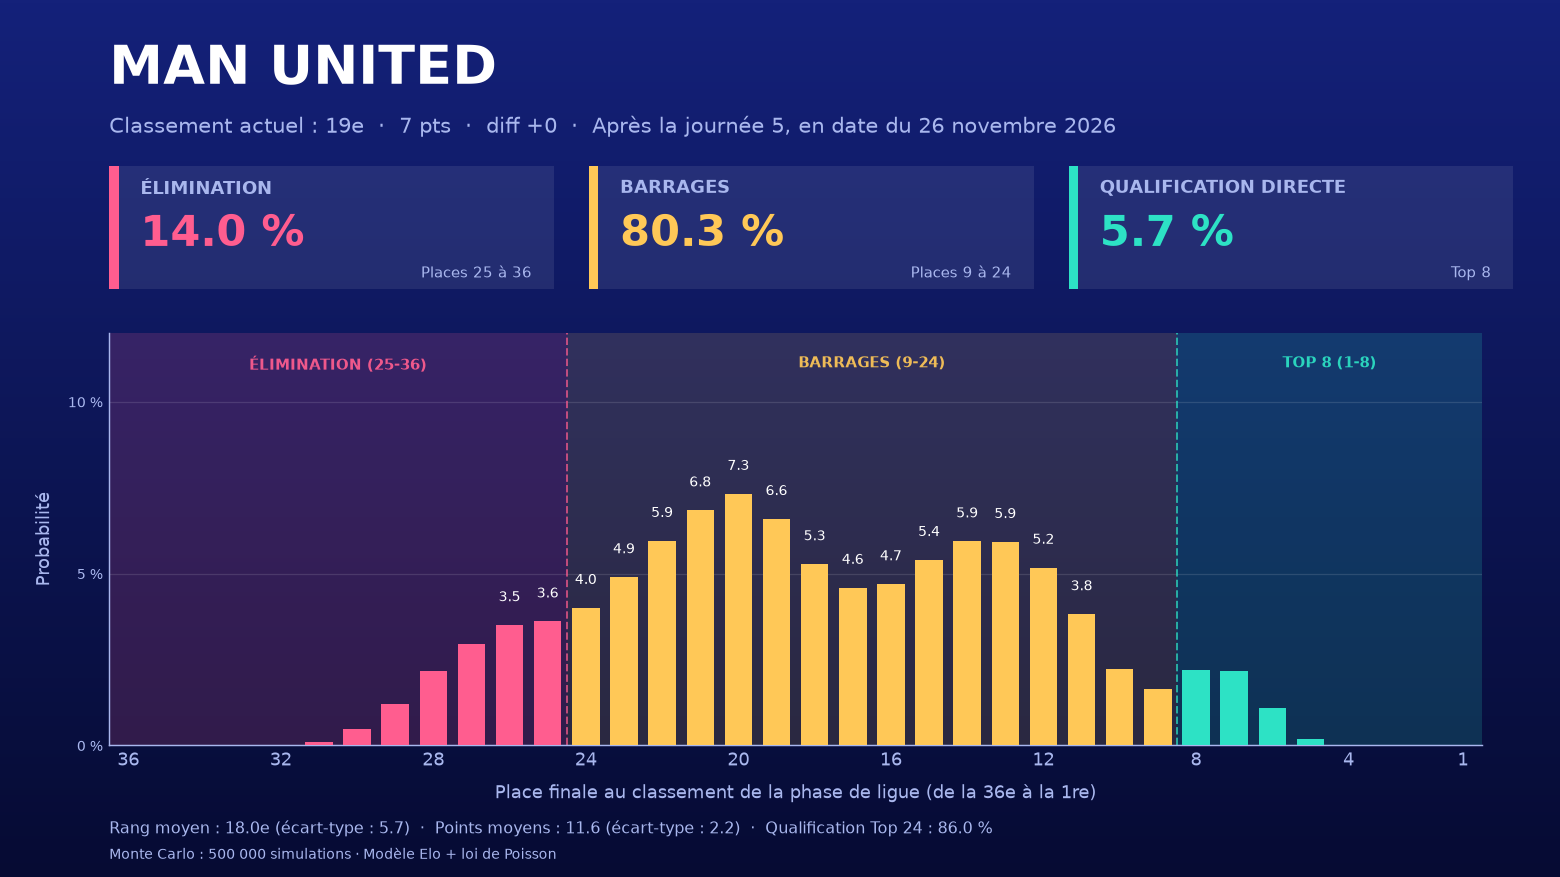 MAN UNITED
Classement actuel : 19e · 7 pts · diff +0 · Après la journée 5, en date du 26 novembre 2026
ÉLIMINATION
14.0 %
Places 25 à 36
BARRAGES
80.3 %
Places 9 à 24
QUALIFICATION DIRECTE
5.7 %
Top 8
ÉLIMINATION (25-36)
BARRAGES (9-24)
TOP 8 (1-8)
Probabilité
10 %
5 %
0 %
3.5
3.6
4.0
4.9
5.9
6.8
7.3
6.6
5.3
4.6
4.7
5.4
5.9
5.9
5.2
3.8
36 32 28 24 20 16 12 8 4 1
Place finale au classement de la phase de ligue (de la 36e à la 1re)
Rang moyen : 18.0e (écart-type : 5.7) · Points moyens : 11.6 (écart-type : 2.2) · Qualification Top 24 : 86.0 %
Monte Carlo : 500 000 simulations · Modèle Elo + loi de Poisson